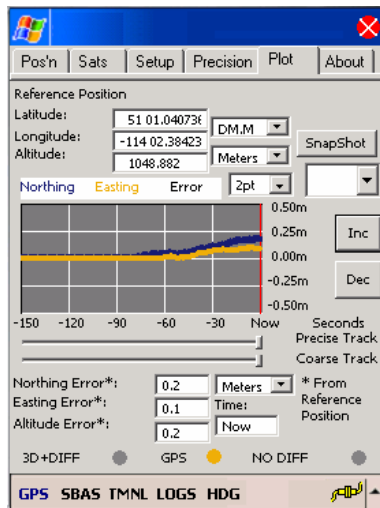 Pos'n Sats Setup Precision Plot About
Reference Position
Latitude: 51 01.040736 DM.M
Longitude: -114 02.38423
Altitude: 1048.882 Meters
SnapShot
Northing Easting Error 2pt
0.50m
0.25m
0.00m
-0.25m
-0.50m
Inc
Dec
-150 -120 -90 -60 -30 Now Seconds
Precise Track
Coarse Track
Northing Error*: 0.2 Meters
Easting Error*: 0.1
Altitude Error*: 0.2
Time:
Now
* From
Reference
Position
3D+DIFF GPS NO DIFF
GPS SBAS TMNL LOGS HDG